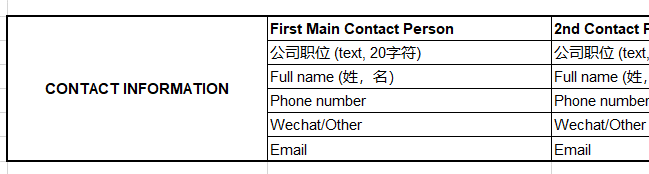 First Main Contact Person
2nd Contact
公司职位 (text, 20字符)
公司职位 (text,
CONTACT INFORMATION
Full name (姓，名)
Full name (姓，
Phone number
Phone number
Wechat/Other
Wechat/Other
Email
Email